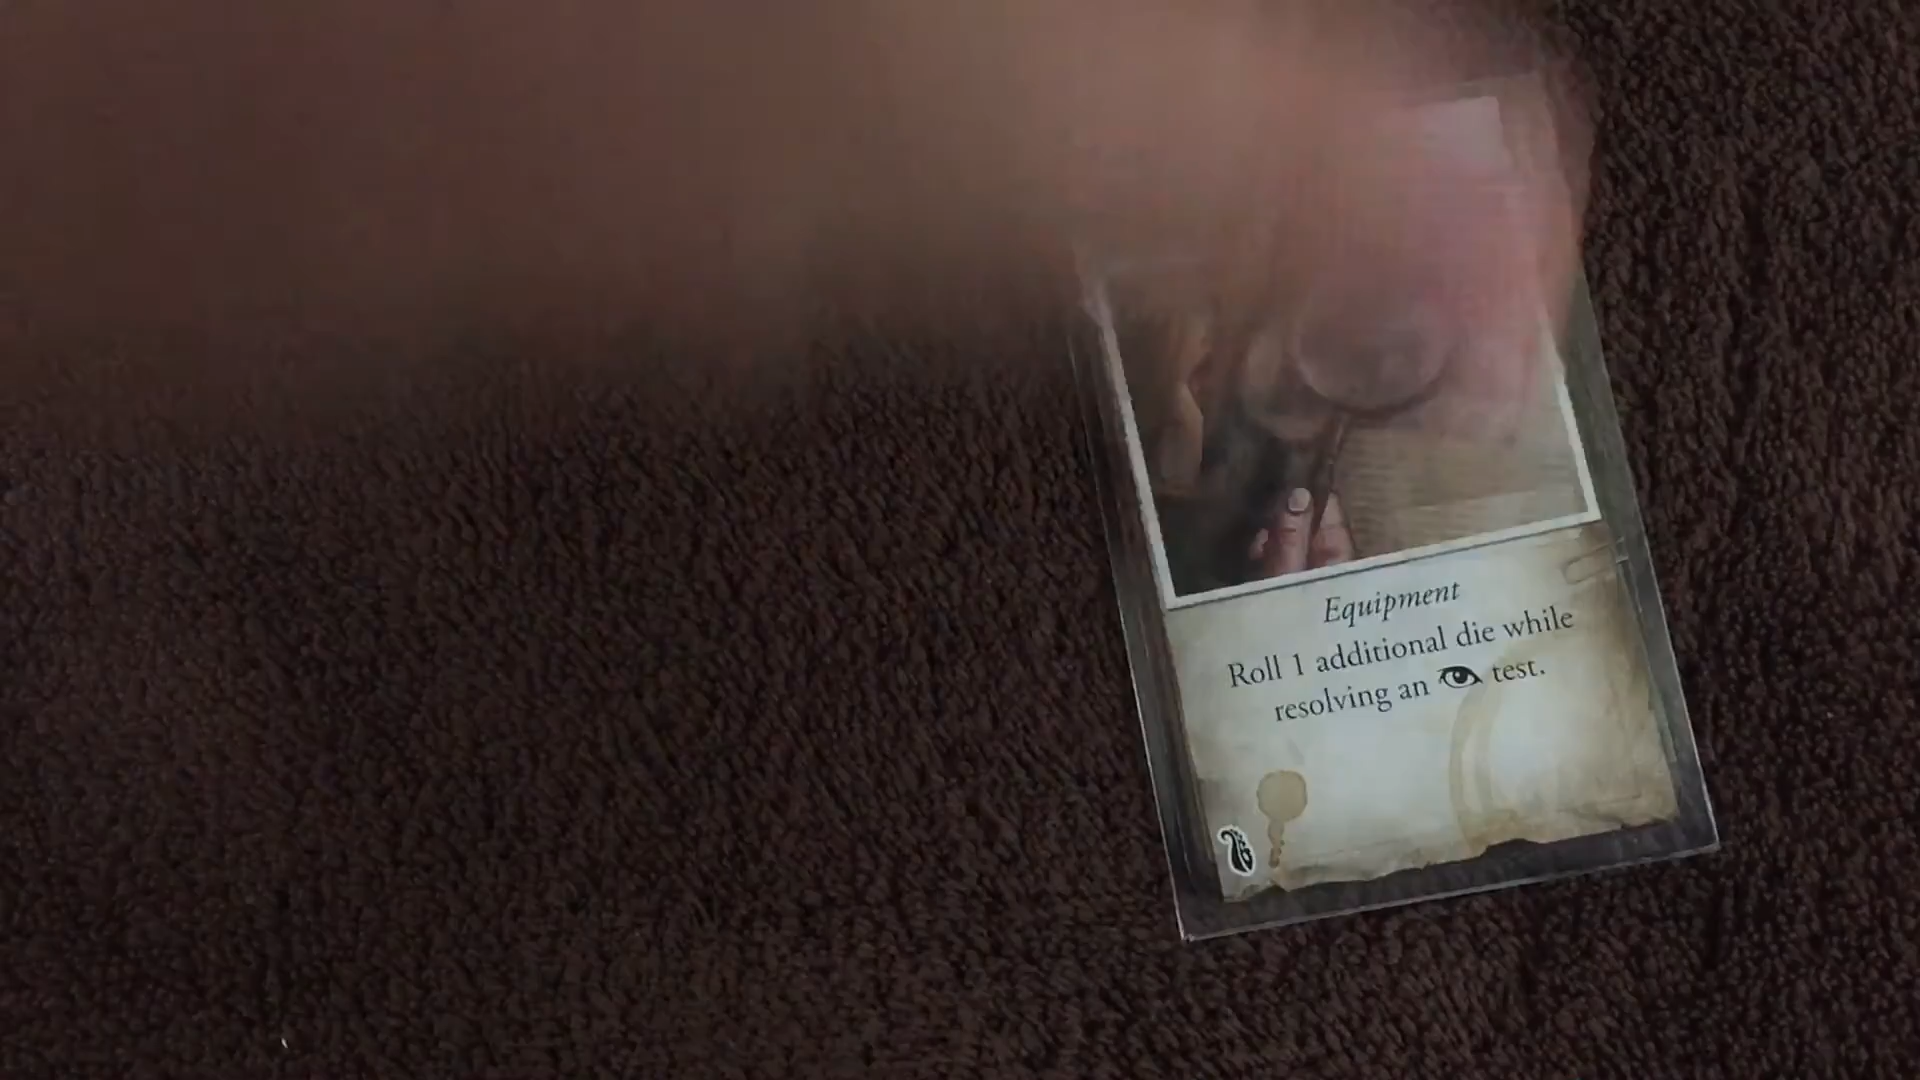 Equipment
Roll 1 additional die while
resolving an test.